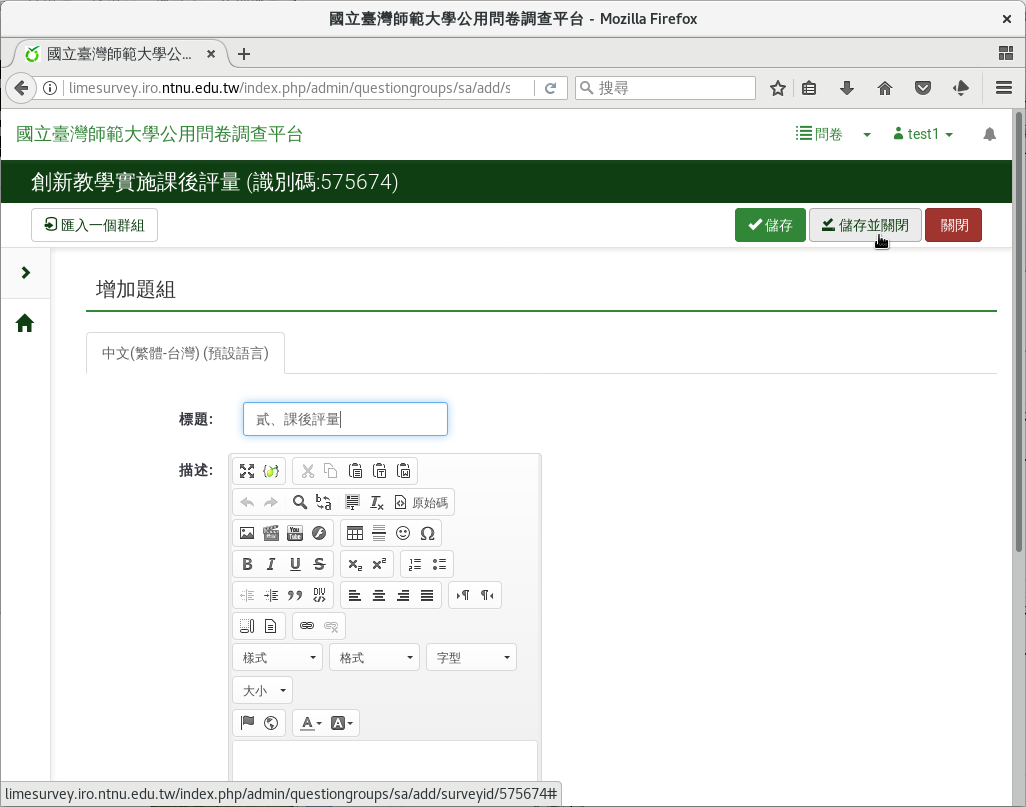 國立臺灣師範大學公用問卷調查平台 - Mozilla Firefox
國立臺灣師範大學公...
limesurvey.iro.ntnu.edu.tw/index.php/admin/questiongroups/sa/add/s
搜尋
國立臺灣師範大學公用問卷調查平台
問卷
test1
創新教學實施課後評量 (識別碼:575674)
匯入一個群組
儲存
儲存並關閉
關閉
增加題組
中文(繁體-台灣) (預設語言)
標題:
貳、課後評量
描述:
原始碼
You Tube
B I U S
DIV
樣式
格式
字型
大小
A
A
limesurvey.iro.ntnu.edu.tw/index.php/admin/questiongroups/sa/add/surveyid/575674#